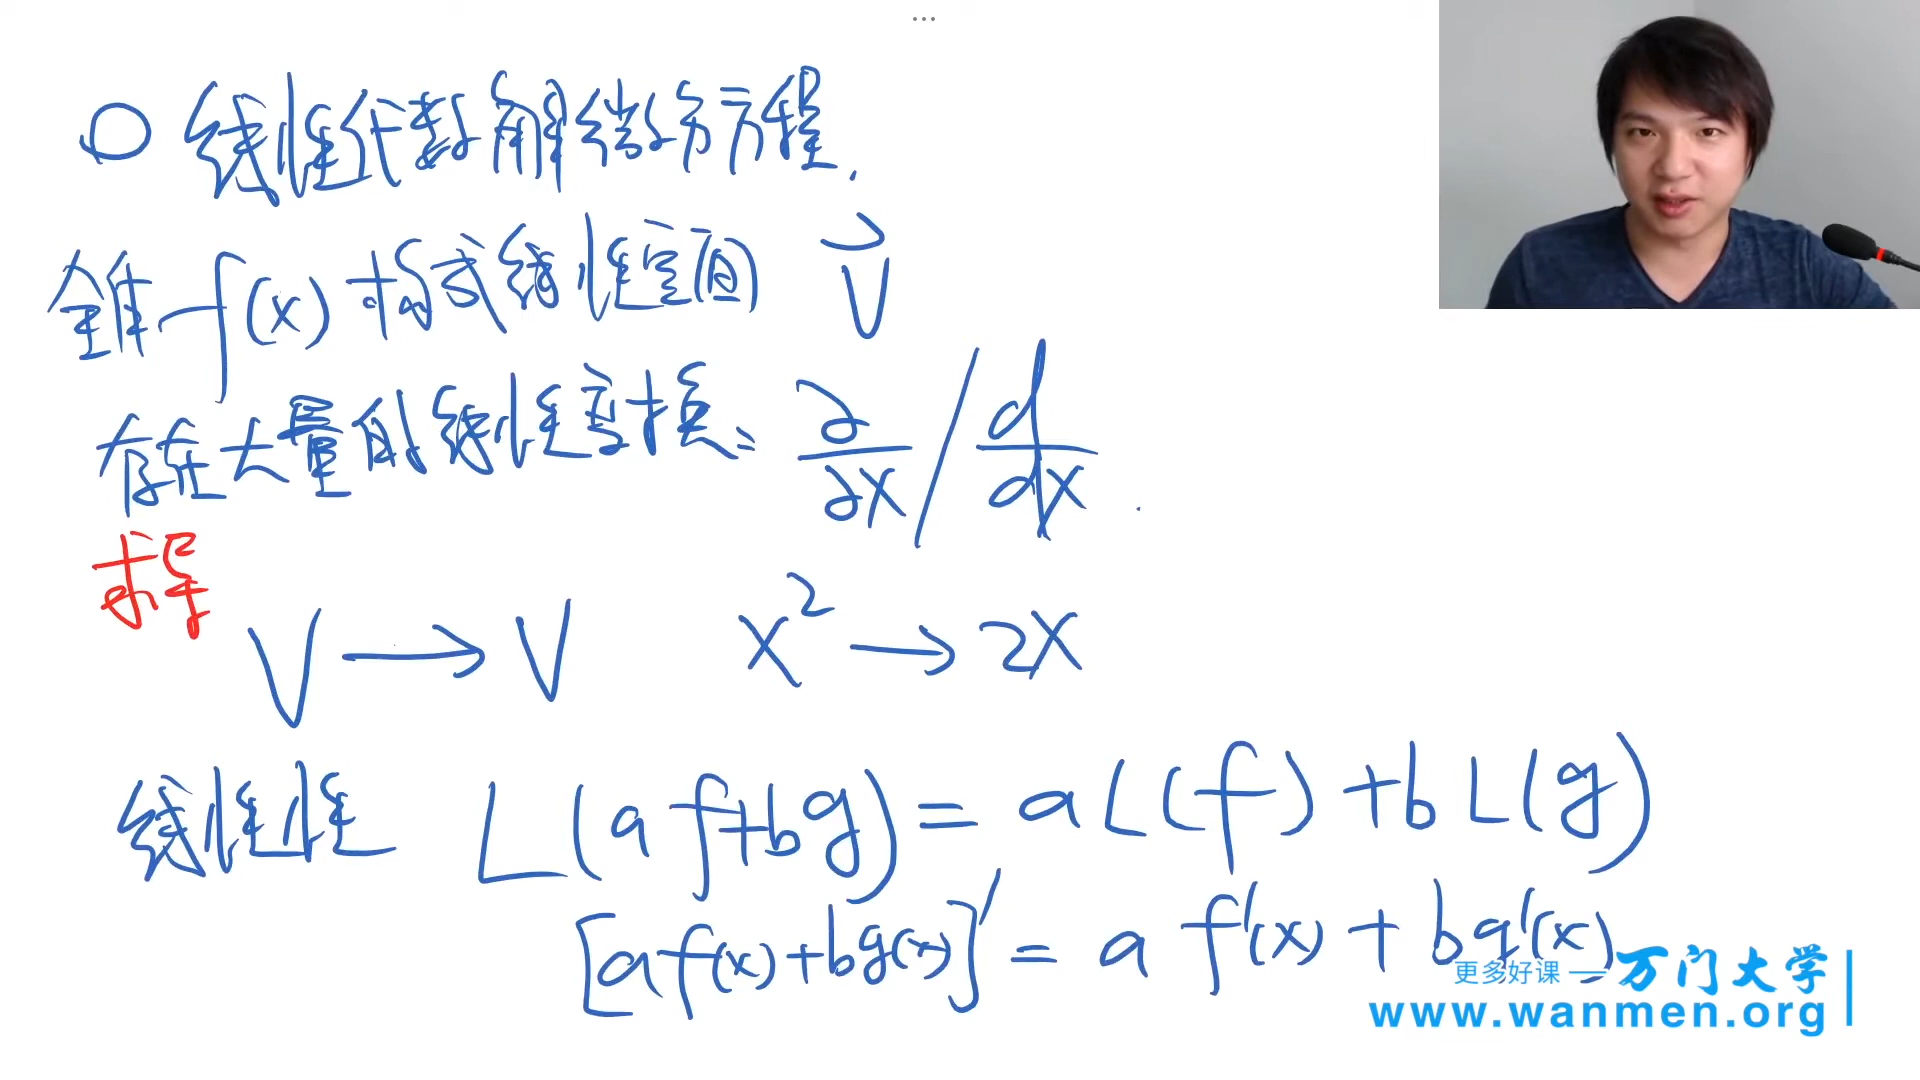 ○ 线性代数解微分方程.
全体 f(x) 构成线性空间 V
存在大量的线性变换: ∂/∂x / d/dx .
求导
V → V   x² → 2x
线性性 L(af+bg) = aL(f)+bL(g)
[af(x)+bg(x)]' = a f'(x) + bg'(x)
更多好课 — 万门大学
www.wanmen.org